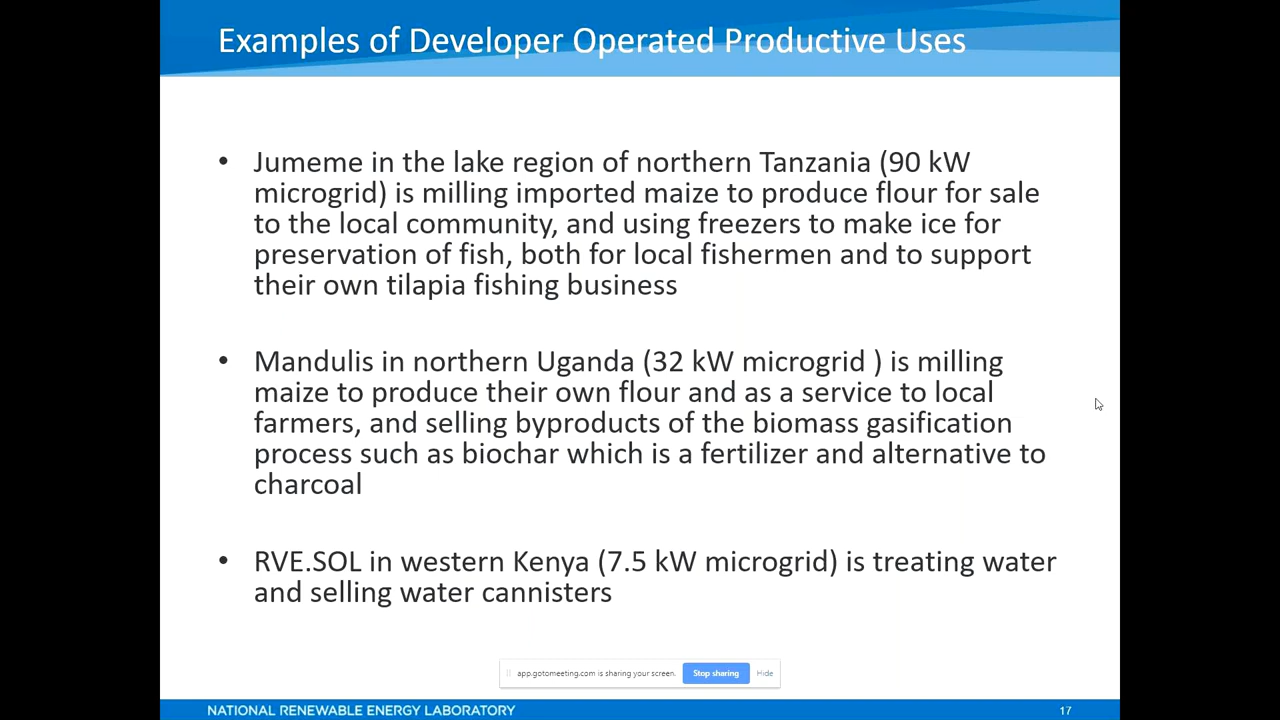 Examples of Developer Operated Productive Uses
• Jumeme in the lake region of northern Tanzania (90 kW
microgrid) is milling imported maize to produce flour for sale
to the local community, and using freezers to make ice for
preservation of fish, both for local fishermen and to support
their own tilapia fishing business
• Mandulis in northern Uganda (32 kW microgrid ) is milling
maize to produce their own flour and as a service to local
farmers, and selling byproducts of the biomass gasification
process such as biochar which is a fertilizer and alternative to
charcoal
• RVE.SOL in western Kenya (7.5 kW microgrid) is treating water
and selling water cannisters
app.gotomeeting.com is sharing your screen. Stop sharing Hide
NATIONAL RENEWABLE ENERGY LABORATORY 17